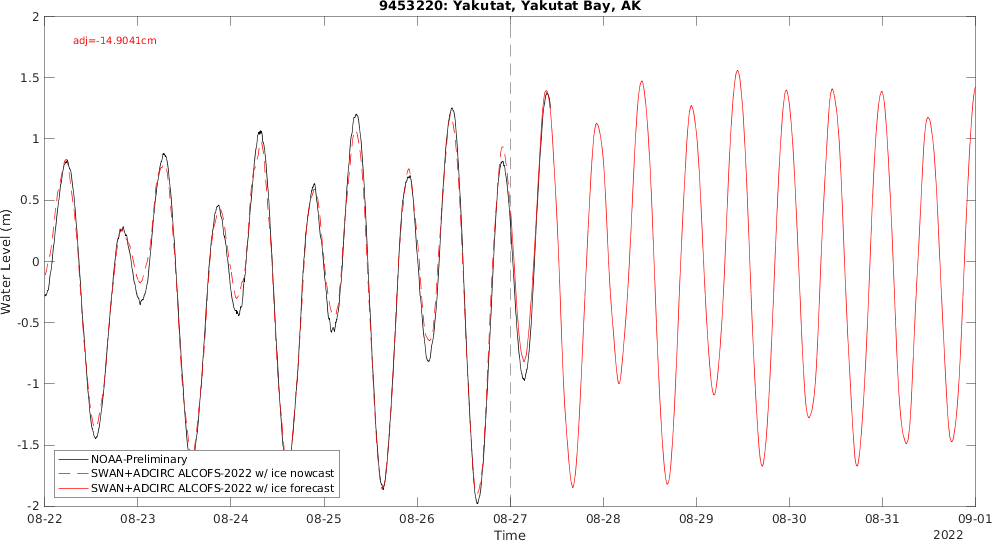 9453220: Yakutat, Yakutat Bay, AK
adj=-14.9041cm
Water Level (m)
2
1.5
1
0.5
0
-0.5
-1
-1.5
-2
NOAA-Preliminary
SWAN+ADCIRC ALCOFS-2022 w/ ice nowcast
SWAN+ADCIRC ALCOFS-2022 w/ ice forecast
08-22 08-23 08-24 08-25 08-26 08-27 08-28 08-29 08-30 08-31 09-01
Time
2022